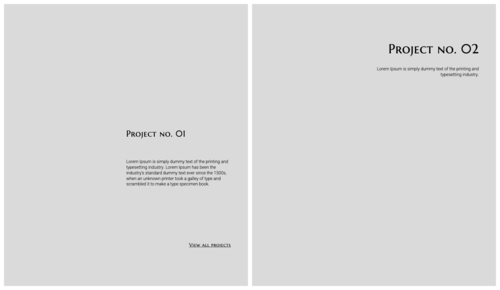 Project no. 01
Lorem Ipsum is simply dummy text of the printing and
typesetting industry. Lorem Ipsum has been the
industry's standard dummy text ever since the 1500s,
when an unknown printer took a galley of type and
scrambled it to make a type specimen book.
View all projects
Project no. 02
Lorem Ipsum is simply dummy text of the printing and
typesetting industry.